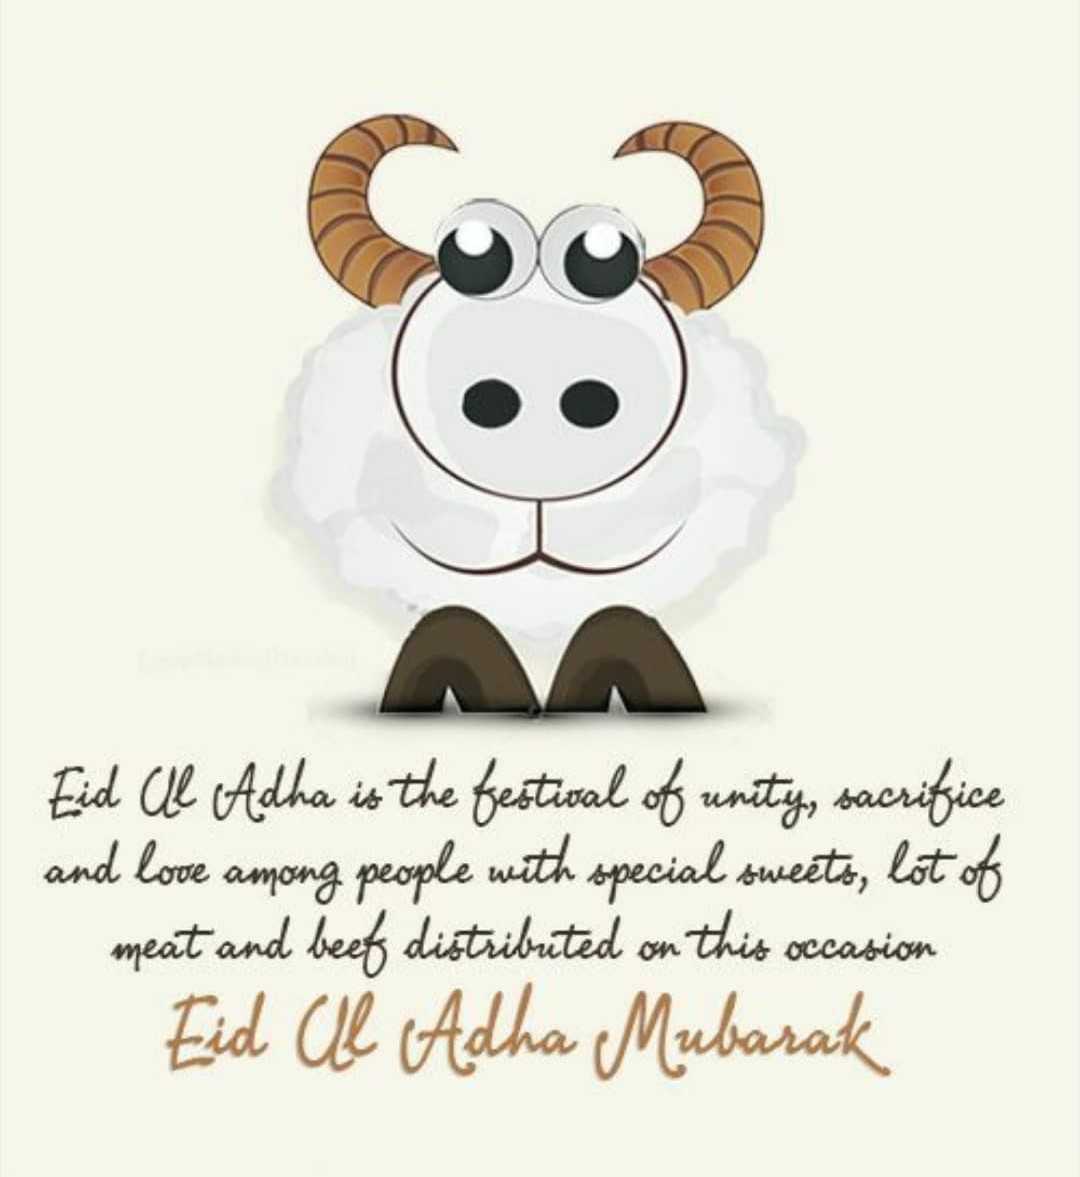 Eid Ul Adha is the festival of unity, sacrifice
and love among people with special sweets, lot of
meat and beef distributed on this occasion
Eid Ul Adha Mubarak